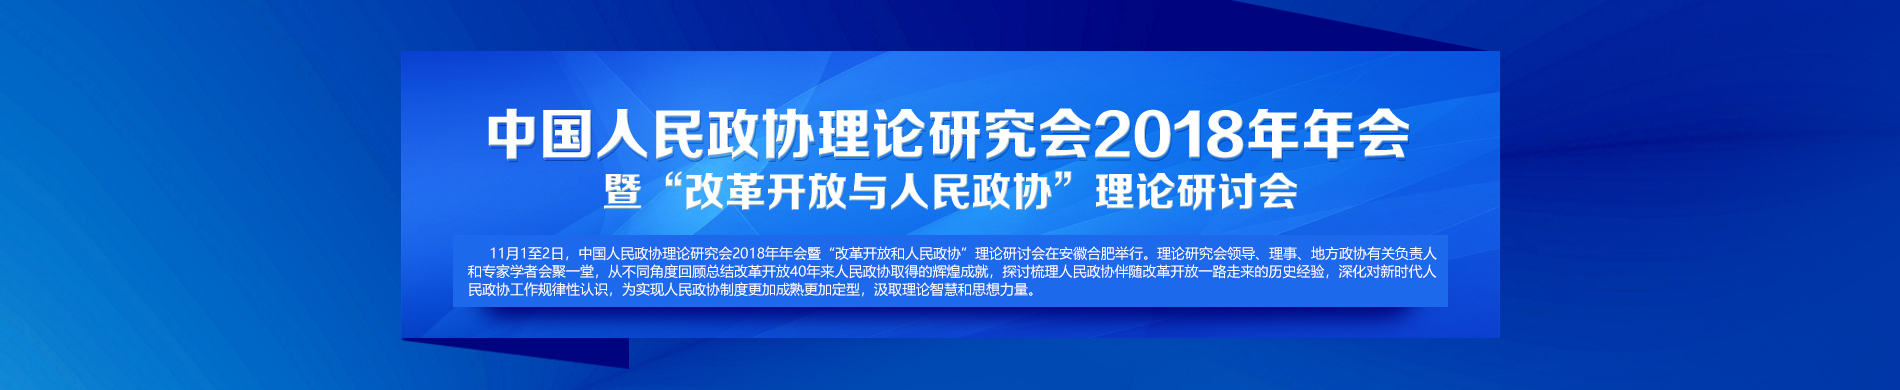 中国人民政协理论研究会2018年年会
暨“改革开放与人民政协”理论研讨会
11月1至2日，中国人民政协理论研究会2018年年会暨“改革开放和人民政协”理论研讨会在安徽合肥举行。理论研究会领导、理事、地方政协有关负责人
和专家学者会聚一堂，从不同角度回顾总结改革开放40年来人民政协取得的辉煌成就，探讨梳理人民政协伴随改革开放一路走来的历史经验，深化对新时代人
民政协工作规律性认识，为实现人民政协制度更加成熟更加定型，汲取理论智慧和思想力量。